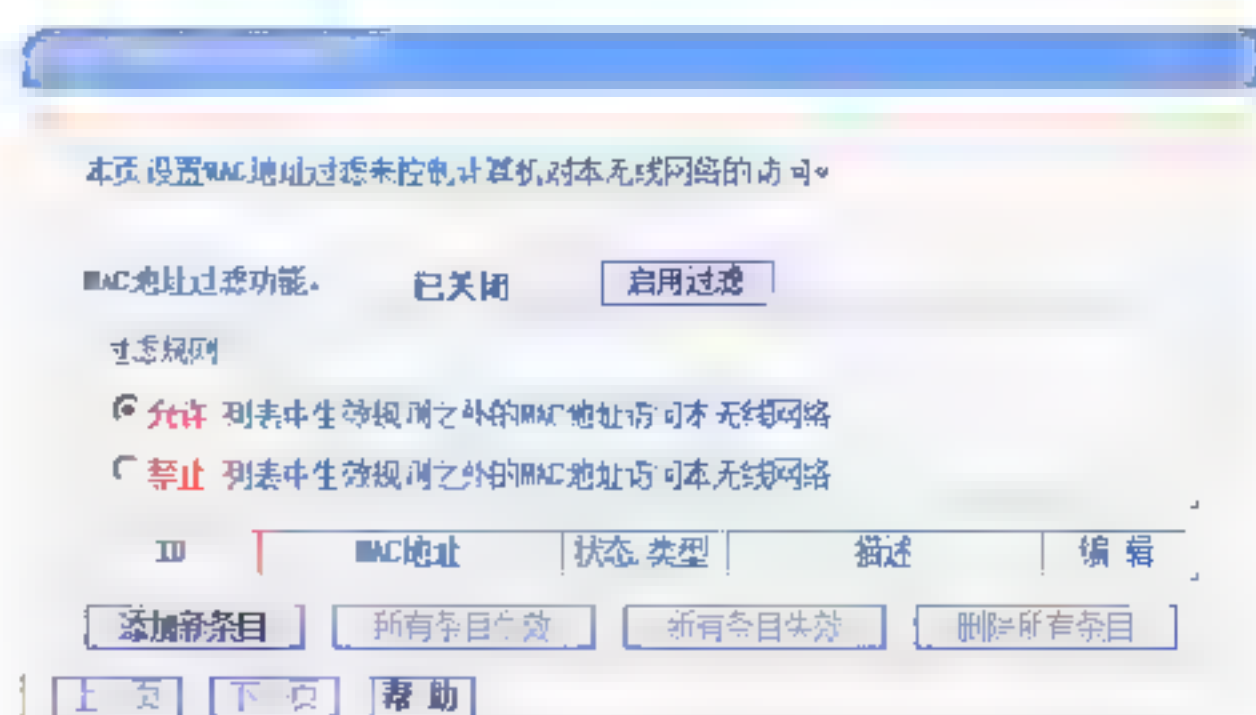 本页设置MAC地址过滤来控制计算机对本无线网络的访问。
MAC地址过滤功能: 已关闭 启用过滤
过滤规则
允许 列表中生效规则之外的MAC地址访问本无线网络
禁止 列表中生效规则之外的MAC地址访问本无线网络
ID MAC地址 状态 类型 描述 编辑
添加新条目 所有条目生效 所有条目失效 删除所有条目
上一页 下一页 帮助